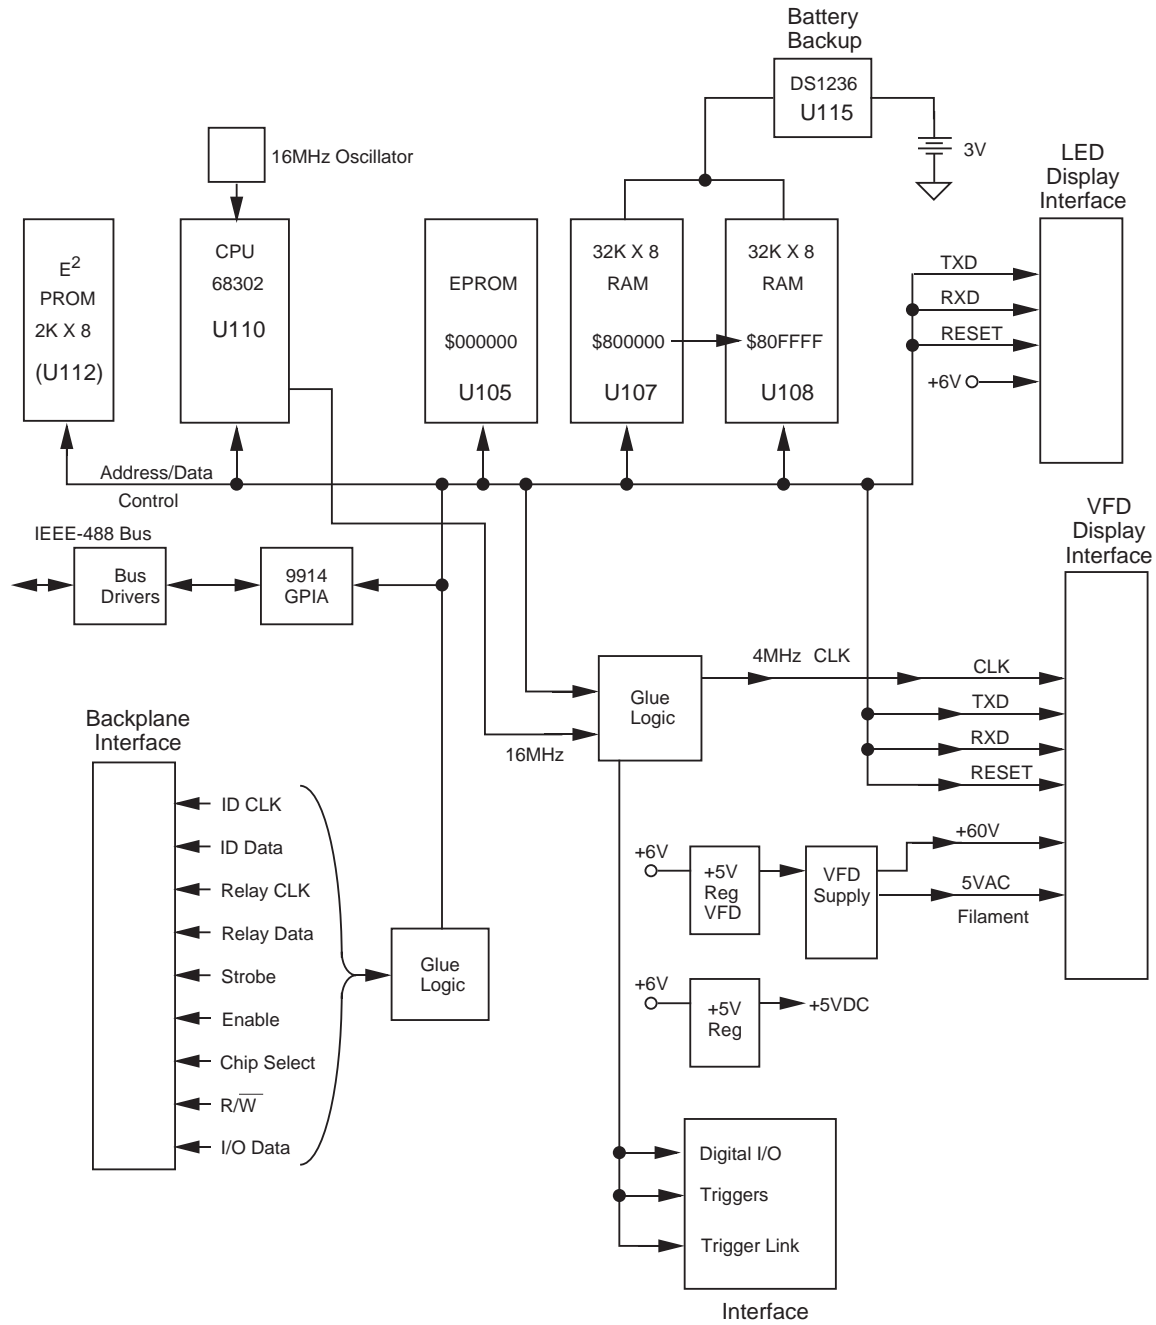 Battery
Backup
DS1236
U115
3V
16MHz Oscillator
LED
Display
Interface
E2
PROM
2K X 8
(U112)
CPU
68302
U110
EPROM
$000000
U105
32K X 8
RAM
$800000
U107
32K X 8
RAM
$80FFFF
U108
TXD
RXD
RESET
+6V
Address/Data
Control
IEEE-488 Bus
Bus
Drivers
9914
GPIA
VFD
Display
Interface
Glue
Logic
4MHz CLK
16MHz
CLK
TXD
RXD
RESET
+60V
5VAC
Filament
Backplane
Interface
ID CLK
ID Data
Relay CLK
Relay Data
Strobe
Enable
Chip Select
R/W̅
I/O Data
Glue
Logic
+6V
+5V
Reg
VFD
VFD
Supply
+6V
+5V
Reg
+5VDC
Digital I/O
Triggers
Trigger Link
Interface